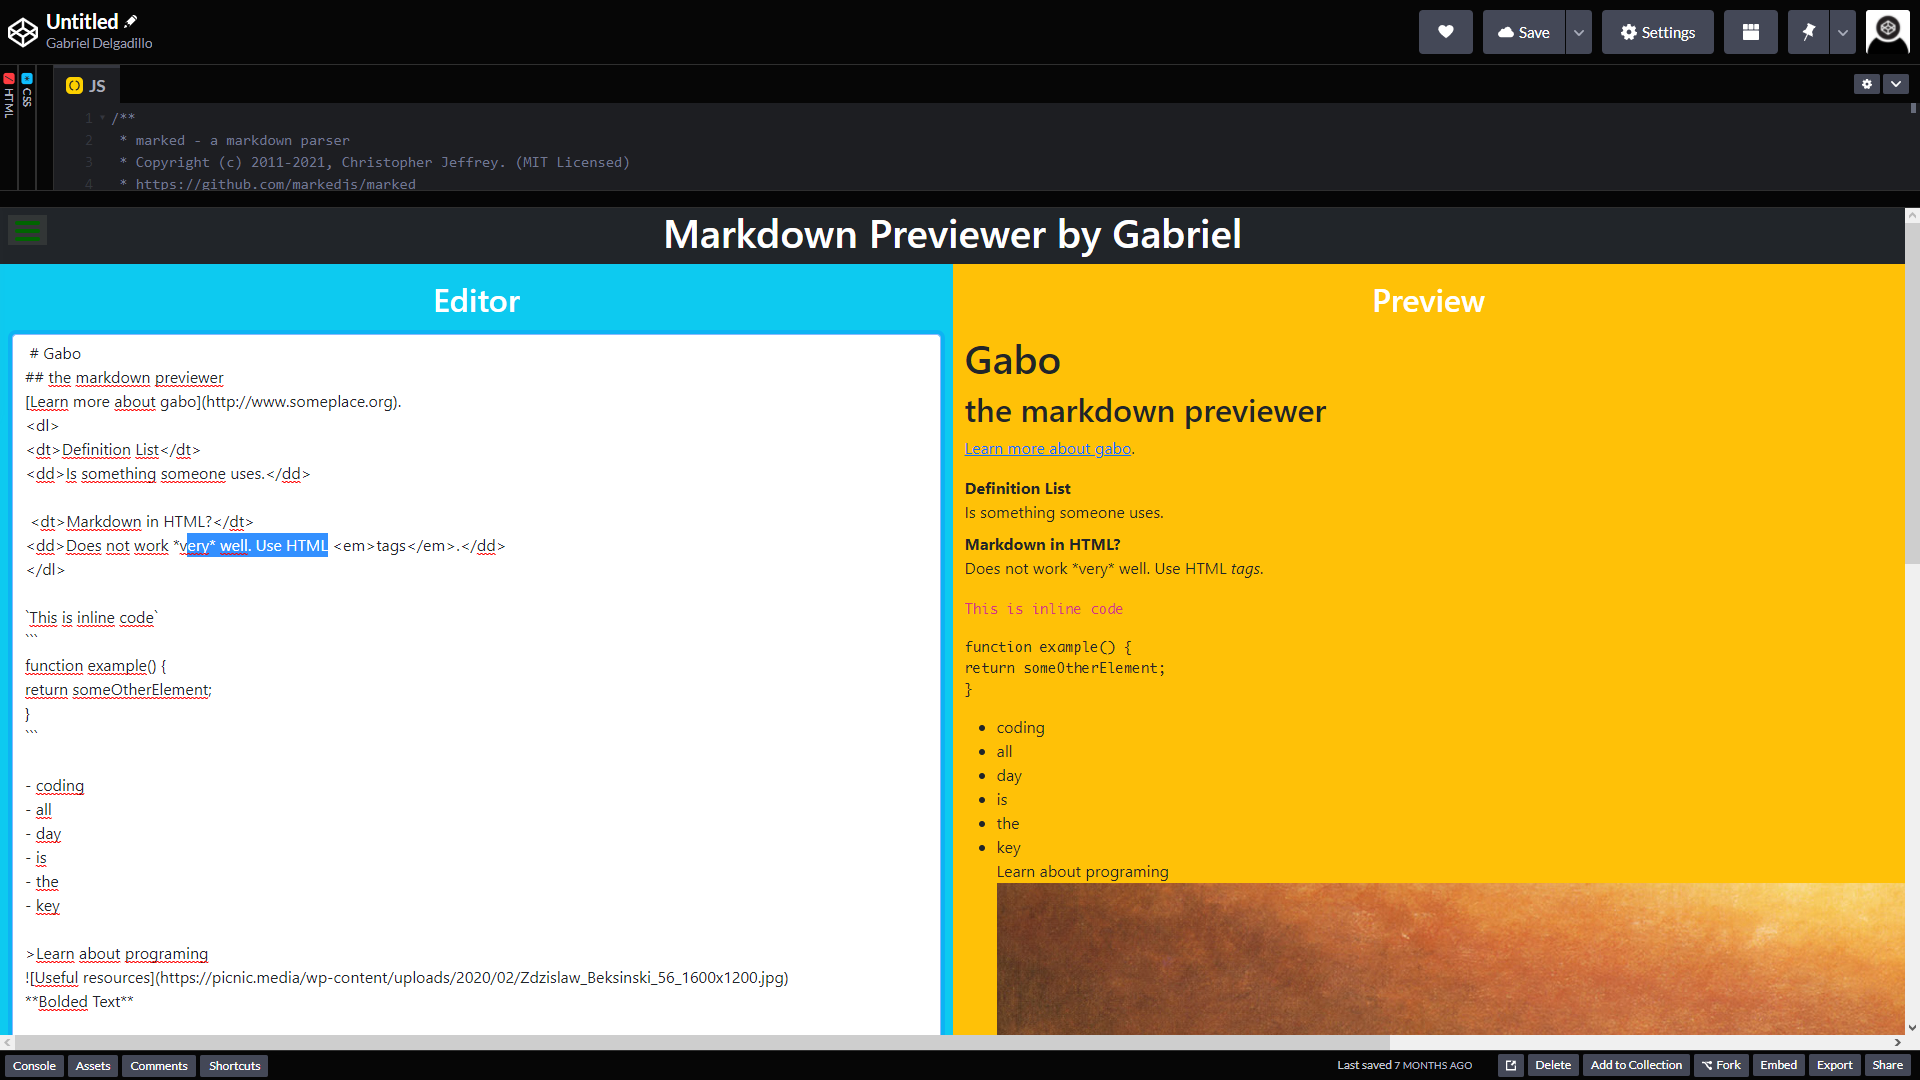 Untitled
Gabriel Delgadillo
Save
Settings
HTML
CSS
JS
1 /**
2 * marked - a markdown parser
3 * Copyright (c) 2011-2021, Christopher Jeffrey. (MIT Licensed)
4 * https://github.com/markedjs/marked
Markdown Previewer by Gabriel
Editor
# Gabo
## the markdown previewer
[Learn more about gabo](http://www.someplace.org).
<dl>
<dt>Definition List</dt>
<dd>Is something someone uses.</dd>
<dt>Markdown in HTML?</dt>
<dd>Does not work *very* well. Use HTML <em>tags</em>.</dd>
</dl>
`This is inline code`
```
function example() {
return someOtherElement;
}
```
- coding
- all
- day
- is
- the
- key
>Learn about programing
![Useful resources](https://picnic.media/wp-content/uploads/2020/02/Zdzislaw_Beksinski_56_1600x1200.jpg)
**Bolded Text**
Preview
Gabo
the markdown previewer
Learn more about gabo.
Definition List
Is something someone uses.
Markdown in HTML?
Does not work *very* well. Use HTML tags.
This is inline code
function example() {
return someOtherElement;
}
• coding
• all
• day
• is
• the
• key
Learn about programing
Console
Assets
Comments
Shortcuts
Last saved 7 MONTHS AGO
Delete
Add to Collection
Fork
Embed
Export
Share